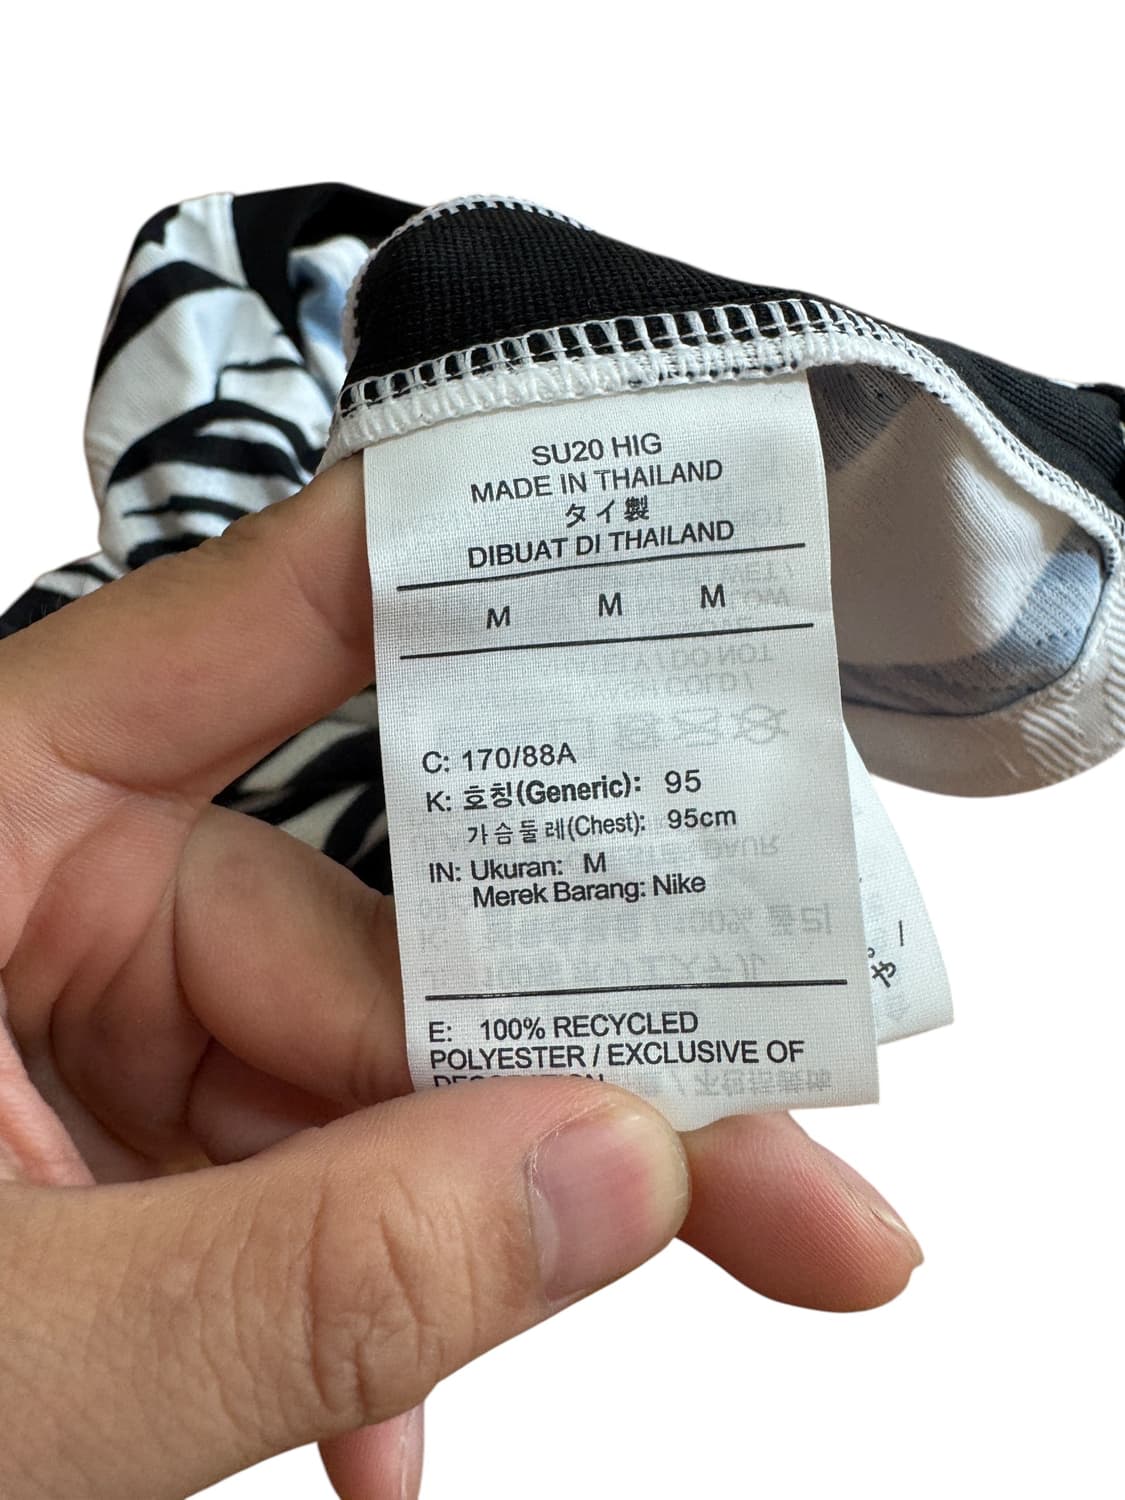 SU20 HIG
MADE IN THAILAND
タイ製
DIBUAT DI THAILAND
M M M
C: 170/88A
K: 호칭(Generic): 95
가슴둘레(Chest): 95cm
IN: Ukuran: M
Merek Barang: Nike
E: 100% RECYCLED
POLYESTER / EXCLUSIVE OF